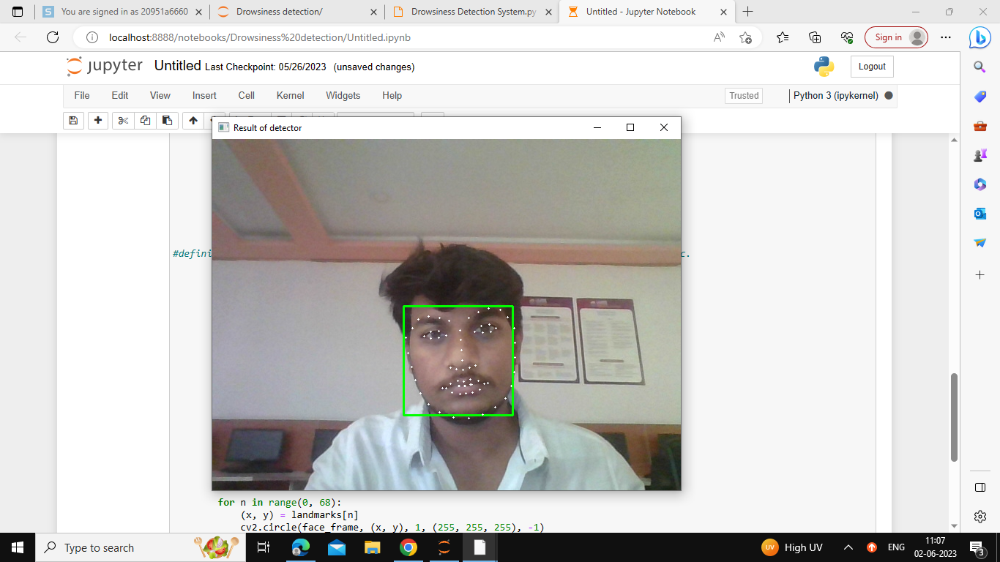 You are signed in as 20951a6660
Drowsiness detection/
Drowsiness Detection System.py
Untitled - Jupyter Notebook
localhost:8888/notebooks/Drowsiness%20detection/Untitled.ipynb
Sign in
jupyter Untitled Last Checkpoint: 05/26/2023 (unsaved changes)
Logout
File Edit View Insert Cell Kernel Widgets Help
Trusted
Python 3 (ipykernel)
Result of detector
#defini
c.
for n in range(0, 68):
(x, y) = landmarks[n]
cv2.circle(face_frame, (x, y), 1, (255, 255, 255), -1)
Type to search
UV High UV
ENG
11:07
02-06-2023
3